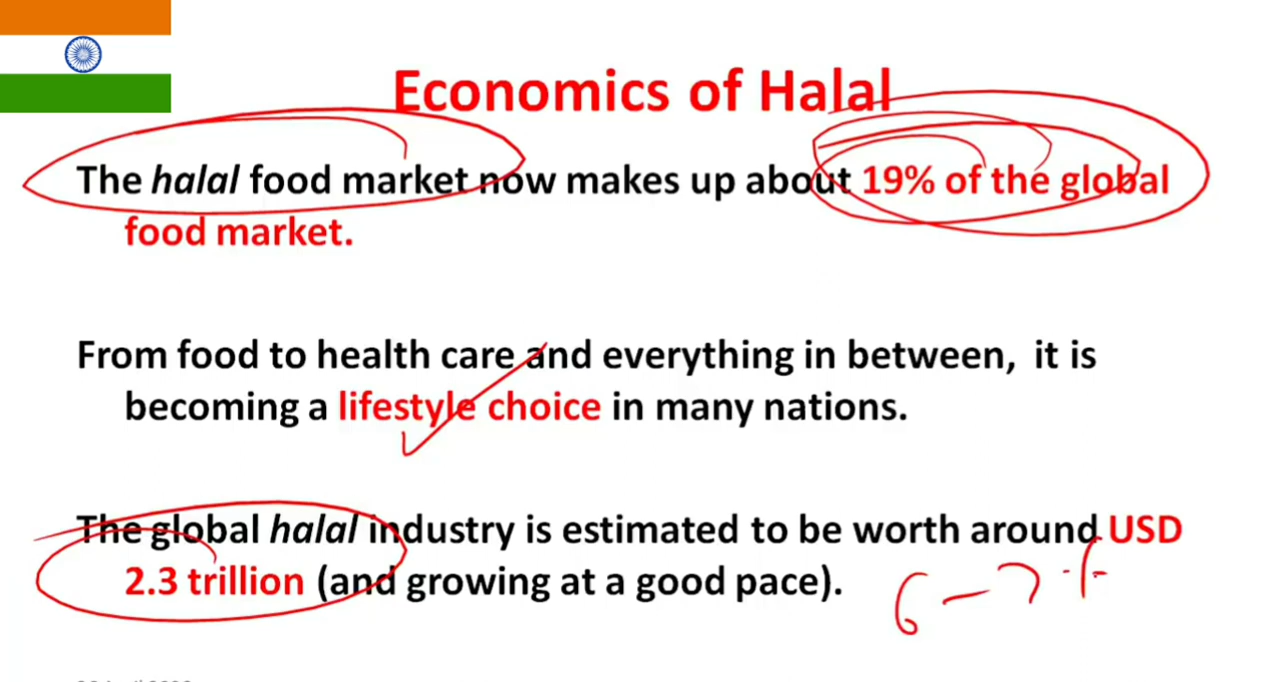 Economics of Halal
The halal food market now makes up about 19% of the global
food market.
From food to health care and everything in between, it is
becoming a lifestyle choice in many nations.
The global halal industry is estimated to be worth around USD
2.3 trillion (and growing at a good pace).
6-7%